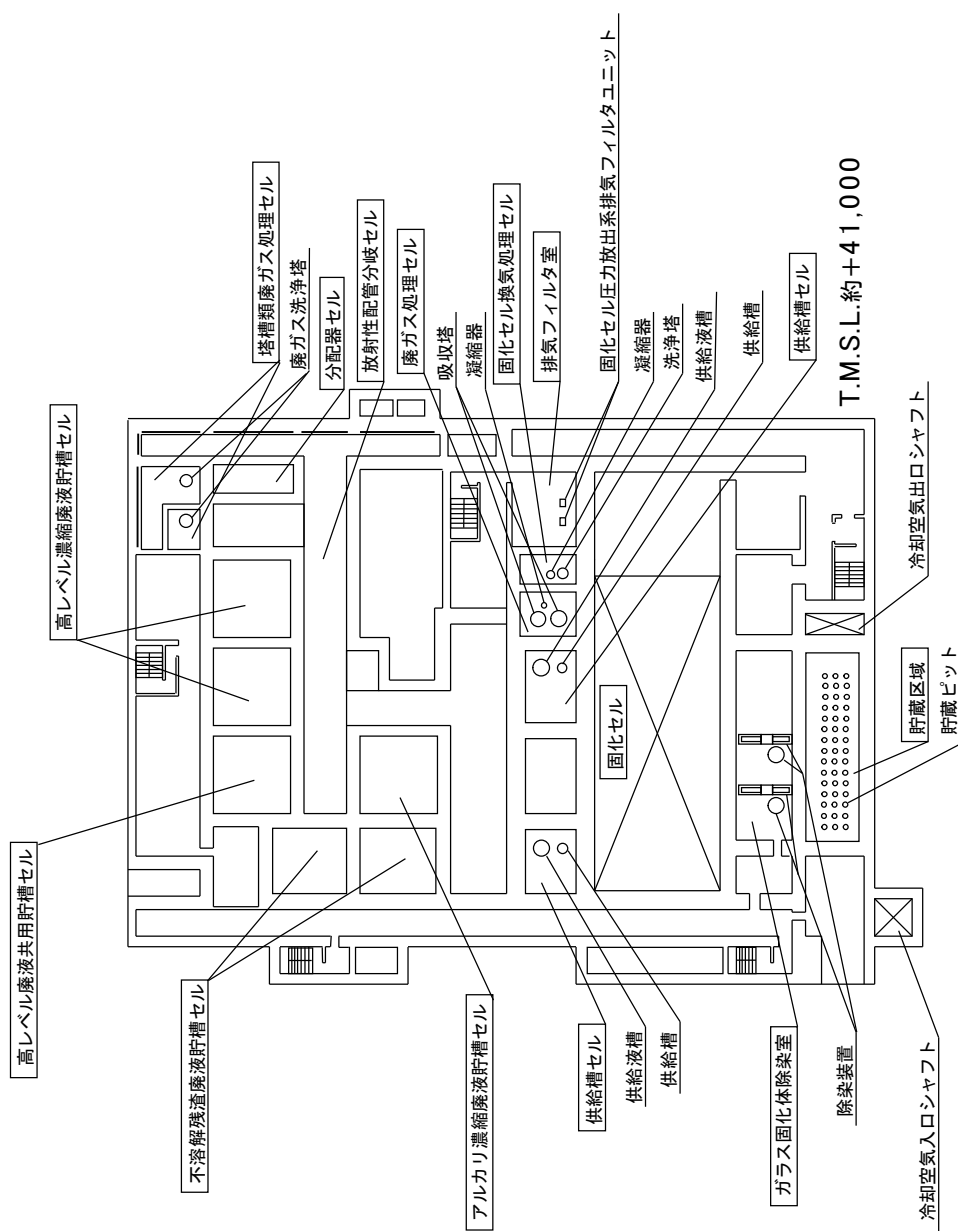 高レベル廃液共用貯槽セル
高レベル濃縮廃液貯槽セル
塔槽類廃ガス処理セル
廃ガス洗浄塔
分配器セル
放射性配管分岐セル
廃ガス処理セル
吸収塔
凝縮器
固化セル換気処理セル
排気フィルタ室
固化セル圧力放出系排気フィルタユニット
凝縮器
洗浄塔
供給液槽
供給槽
供給槽セル
T.M.S.L.約+41,000
不溶解残渣廃液貯槽セル
アルカリ濃縮廃液貯槽セル
固化セル
供給槽セル
供給液槽
供給槽
ガラス固化体除染室
除染装置
冷却空気入口シャフト
冷却空気出口シャフト
貯蔵区域
貯蔵ピット